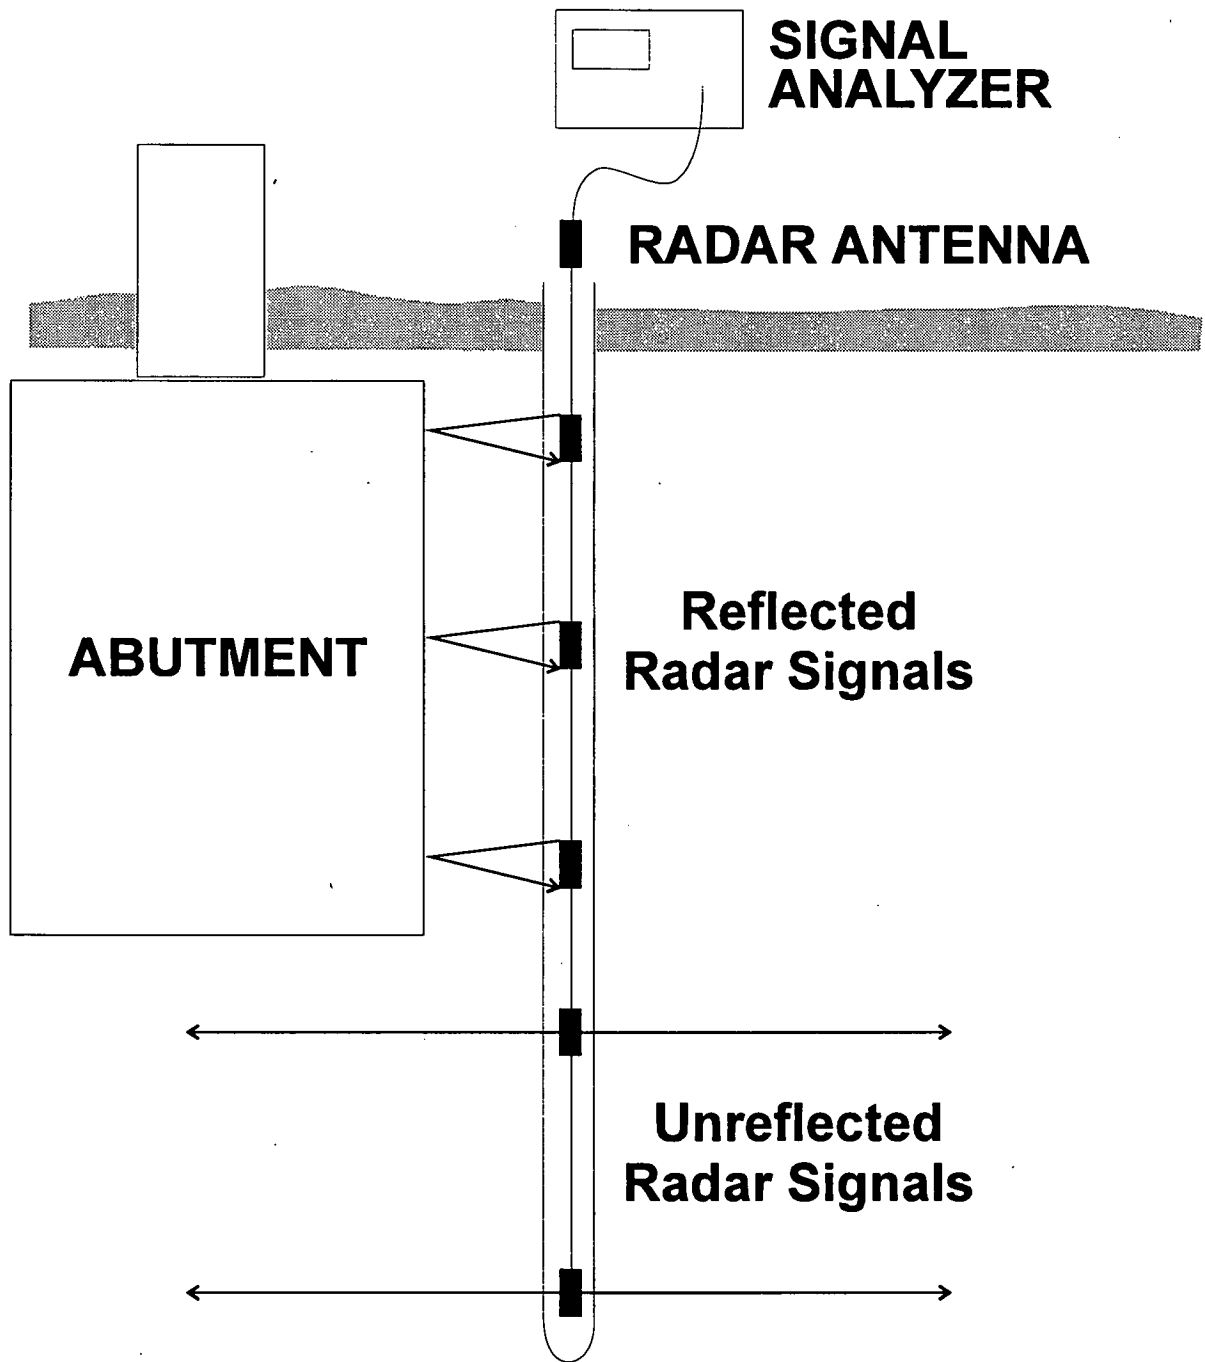 SIGNAL
ANALYZER
RADAR ANTENNA
ABUTMENT
Reflected
Radar Signals
Unreflected
Radar Signals